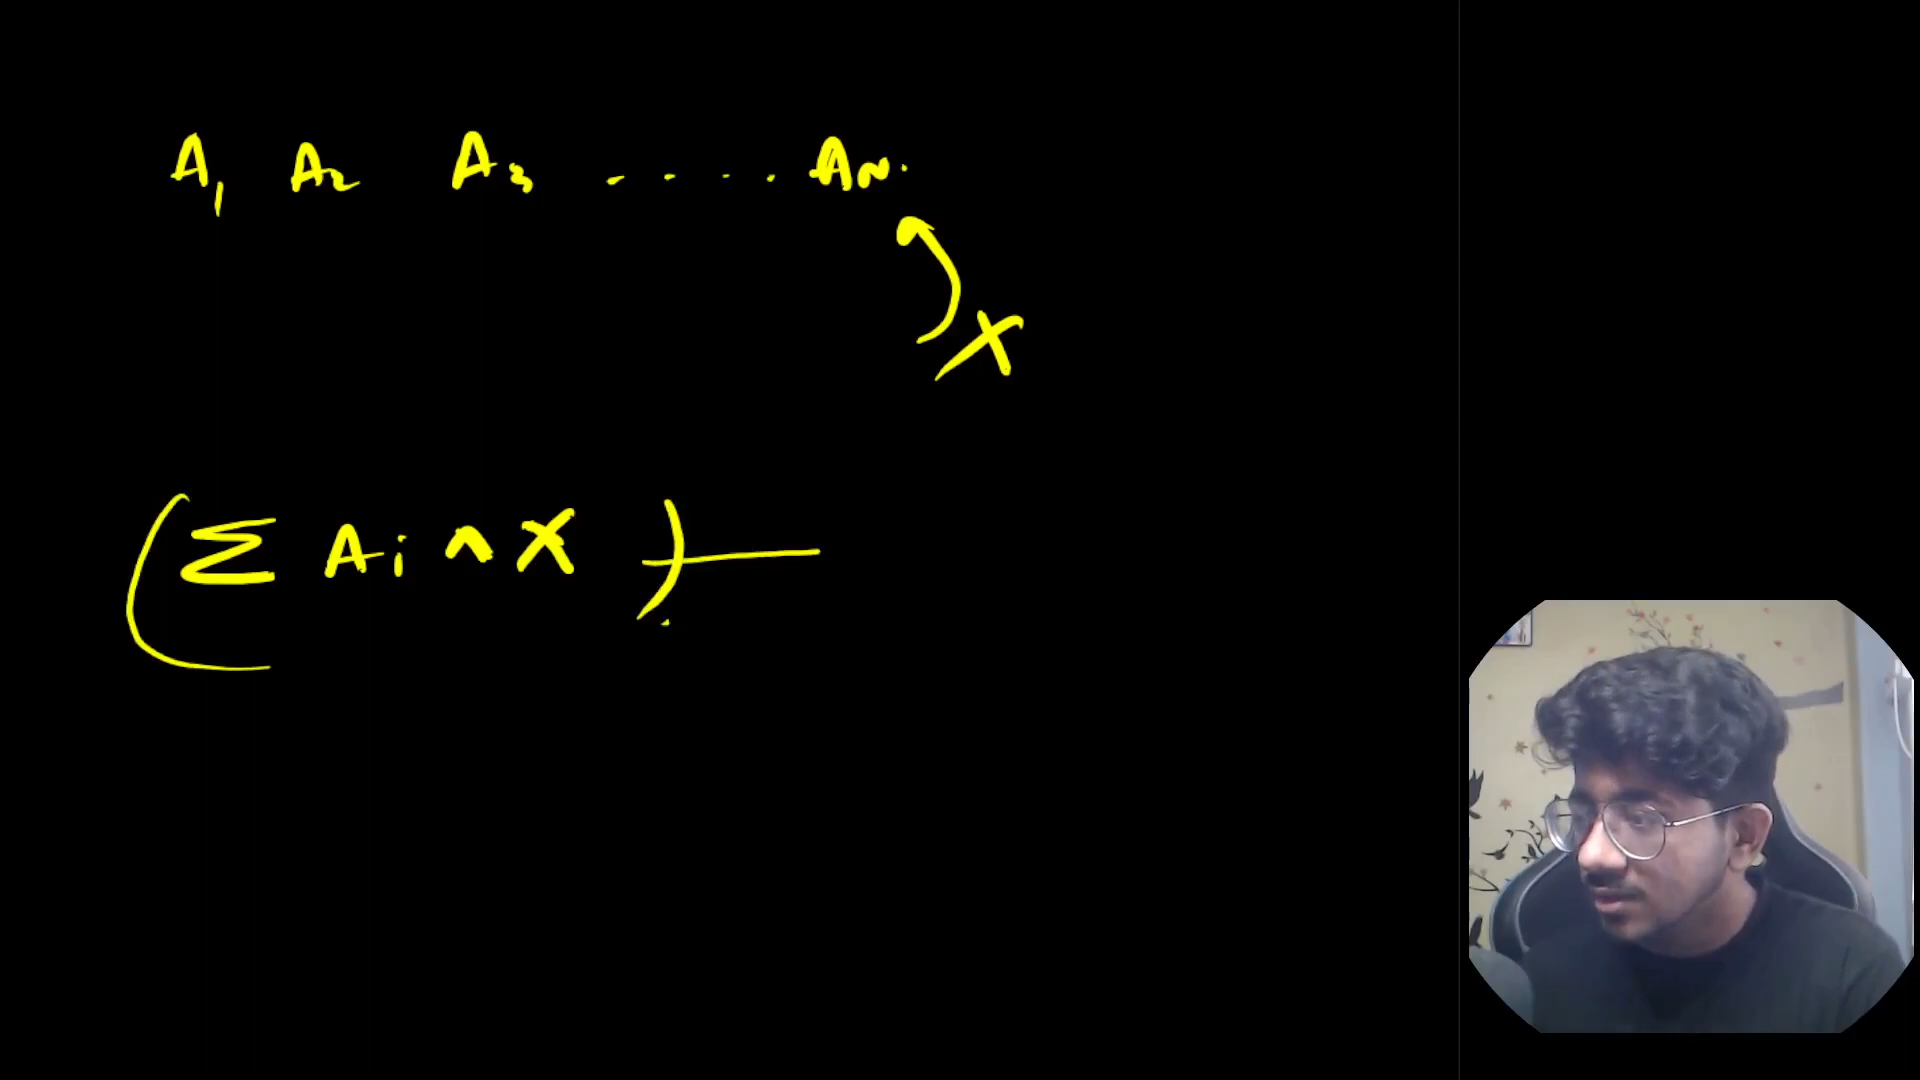 A1 A2 A3 ..... AN.
X
(Σ Ai ^ X) —